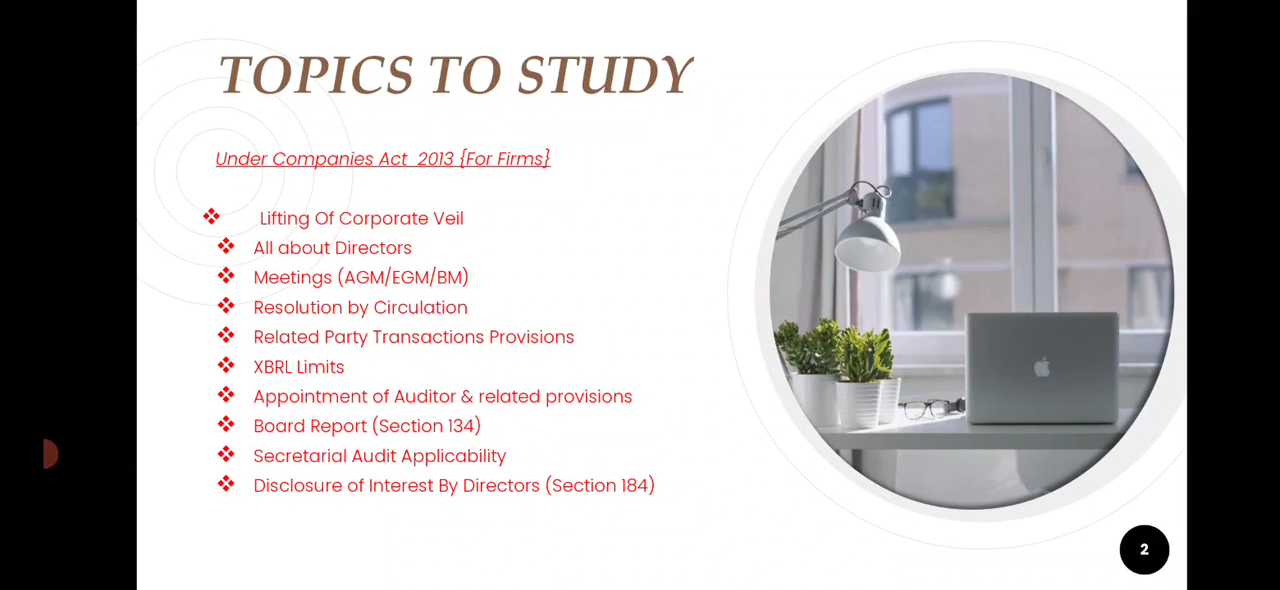 TOPICS TO STUDY
Under Companies Act 2013 {For Firms}
Lifting Of Corporate Veil
All about Directors
Meetings (AGM/EGM/BM)
Resolution by Circulation
Related Party Transactions Provisions
XBRL Limits
Appointment of Auditor & related provisions
Board Report (Section 134)
Secretarial Audit Applicability
Disclosure of Interest By Directors (Section 184)
2